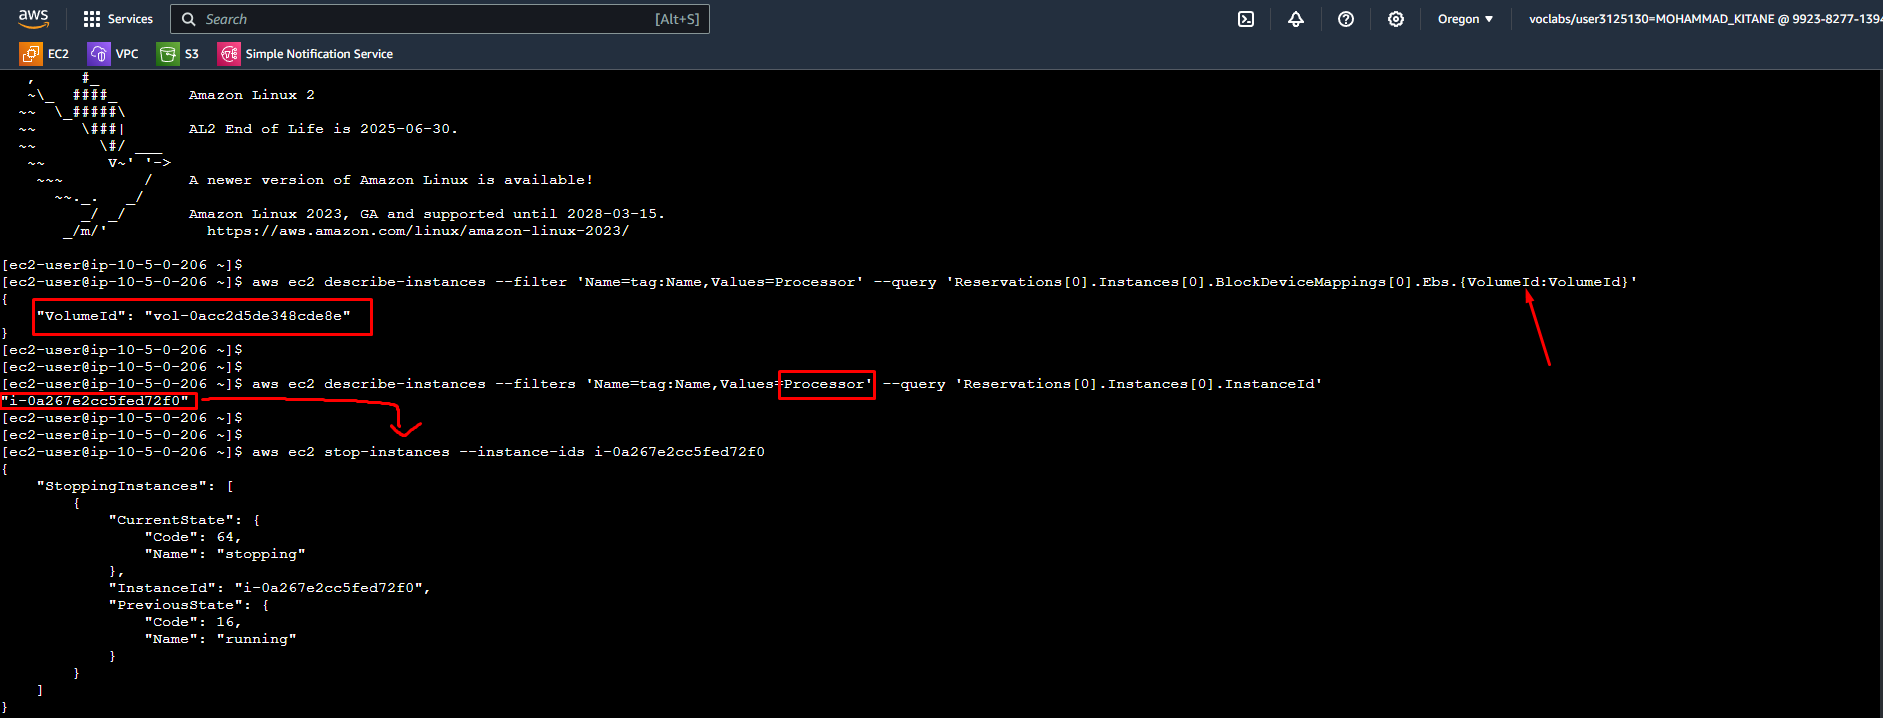 aws
Services
Search
[Alt+S]
Oregon ▼
voclabs/user3125130=MOHAMMAD_KITANE @ 9923-8277-1394
EC2
VPC
S3
Simple Notification Service
   ,     #_
   ~\_  ####_        Amazon Linux 2
  ~~  \_#####\
  ~~     \###|       AL2 End of Life is 2025-06-30.
  ~~       \#/ ___
   ~~       V~' '->
    ~~~         /    A newer version of Amazon Linux is available!
      ~~._.   _/
         _/ _/       Amazon Linux 2023, GA and supported until 2028-03-15.
       _/m/'           https://aws.amazon.com/linux/amazon-linux-2023/
[ec2-user@ip-10-5-0-206 ~]$
[ec2-user@ip-10-5-0-206 ~]$ aws ec2 describe-instances --filter 'Name=tag:Name,Values=Processor' --query 'Reservations[0].Instances[0].BlockDeviceMappings[0].Ebs.{VolumeId:VolumeId}'
{
    "VolumeId": "vol-0acc2d5de348cde8e"
}
[ec2-user@ip-10-5-0-206 ~]$
[ec2-user@ip-10-5-0-206 ~]$
[ec2-user@ip-10-5-0-206 ~]$ aws ec2 describe-instances --filters 'Name=tag:Name,Values=Processor' --query 'Reservations[0].Instances[0].InstanceId'
"i-0a267e2cc5fed72f0"
[ec2-user@ip-10-5-0-206 ~]$
[ec2-user@ip-10-5-0-206 ~]$
[ec2-user@ip-10-5-0-206 ~]$ aws ec2 stop-instances --instance-ids i-0a267e2cc5fed72f0
{
    "StoppingInstances": [
        {
            "CurrentState": {
                "Code": 64,
                "Name": "stopping"
            },
            "InstanceId": "i-0a267e2cc5fed72f0",
            "PreviousState": {
                "Code": 16,
                "Name": "running"
            }
        }
    ]
}